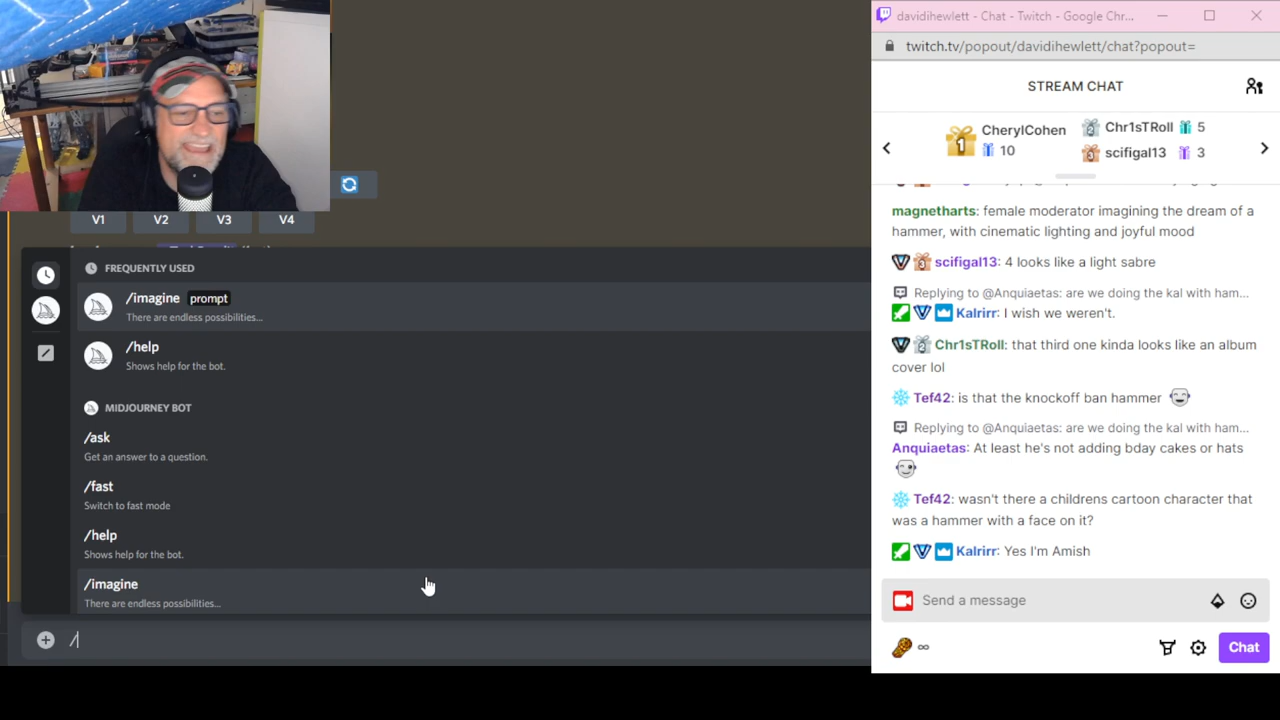 V1 V2 V3 V4
FREQUENTLY USED
/imagine prompt
There are endless possibilities...
/help
Shows help for the bot.
MIDJOURNEY BOT
/ask
Get an answer to a question.
/fast
Switch to fast mode
/help
Shows help for the bot.
/imagine
There are endless possibilities...
/
davidihewlett - Chat - Twitch - Google Chr...
twitch.tv/popout/davidihewlett/chat?popout=
STREAM CHAT
1 CherylCohen
10
2 Chr1sTRoll 5
3 scifigal13 3
magnetharts: female moderator imagining the dream of a
hammer, with cinematic lighting and joyful mood
3 scifigal13: 4 looks like a light sabre
Replying to @Anquiaetas: are we doing the kal with ham...
Kalrirr: I wish we weren't.
2 Chr1sTRoll: that third one kinda looks like an album
cover lol
Tef42: is that the knockoff ban hammer
Replying to @Anquiaetas: are we doing the kal with ham...
Anquiaetas: At least he's not adding bday cakes or hats
Tef42: wasn't there a childrens cartoon character that
was a hammer with a face on it?
Kalrirr: Yes I'm Amish
Send a message
∞
Chat